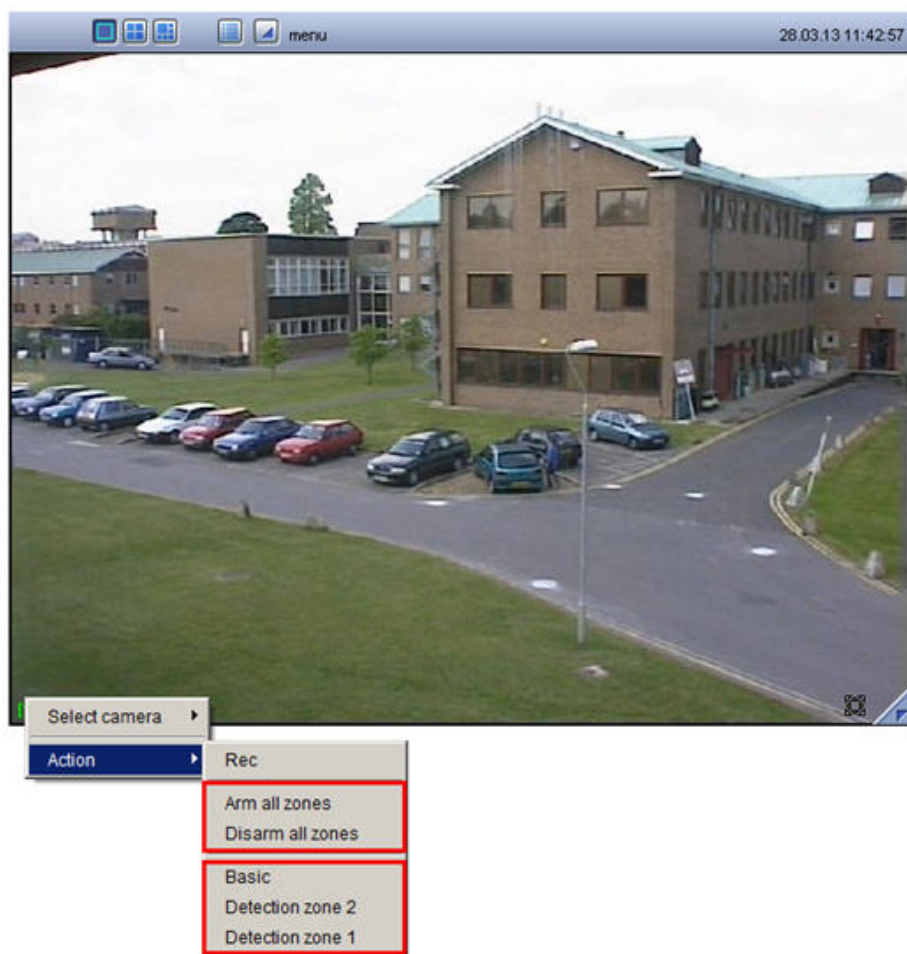 menu
28.03.13 11:42:57
Select camera
Action
Rec
Arm all zones
Disarm all zones
Basic
Detection zone 2
Detection zone 1